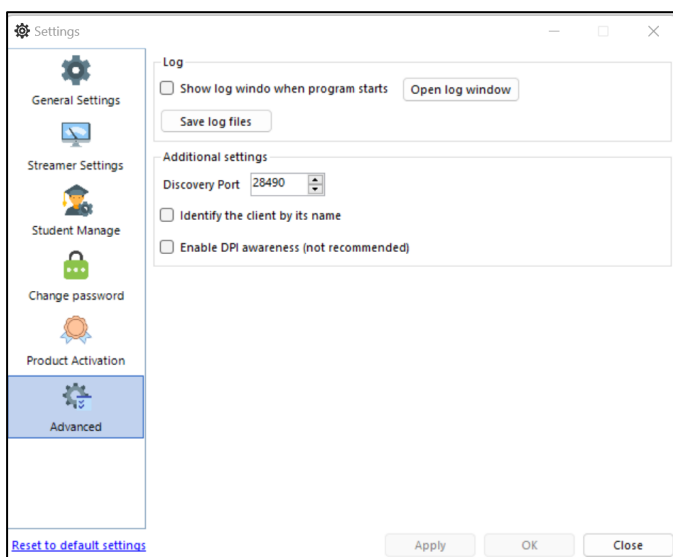 Settings
General Settings
Streamer Settings
Student Manage
Change password
Product Activation
Advanced
Log
Show log windo when program starts
Open log window
Save log files
Additional settings
Discovery Port 28490
Identify the client by its name
Enable DPI awareness (not recommended)
Reset to default settings
Apply
OK
Close